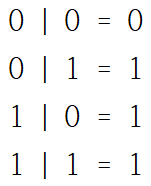 0 | 0 = 0
0 | 1 = 1
1 | 0 = 1
1 | 1 = 1